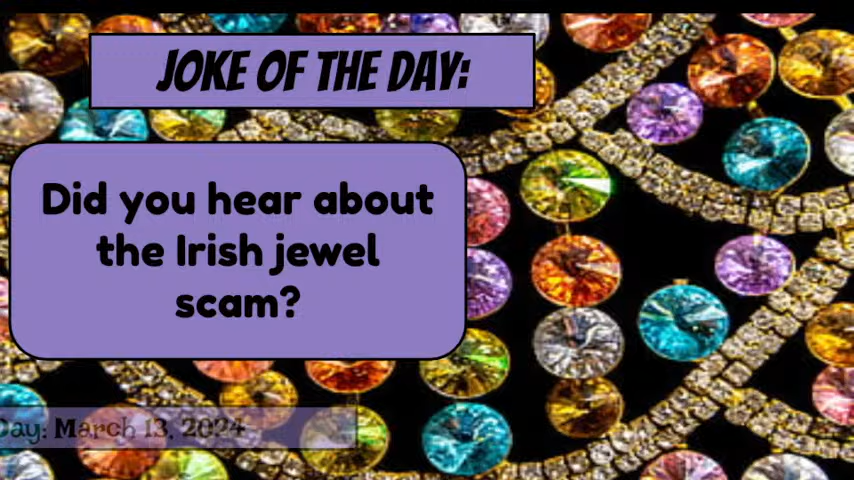 JOKE OF THE DAY:
Did you hear about
the Irish jewel
scam?
Day: March 13, 2024